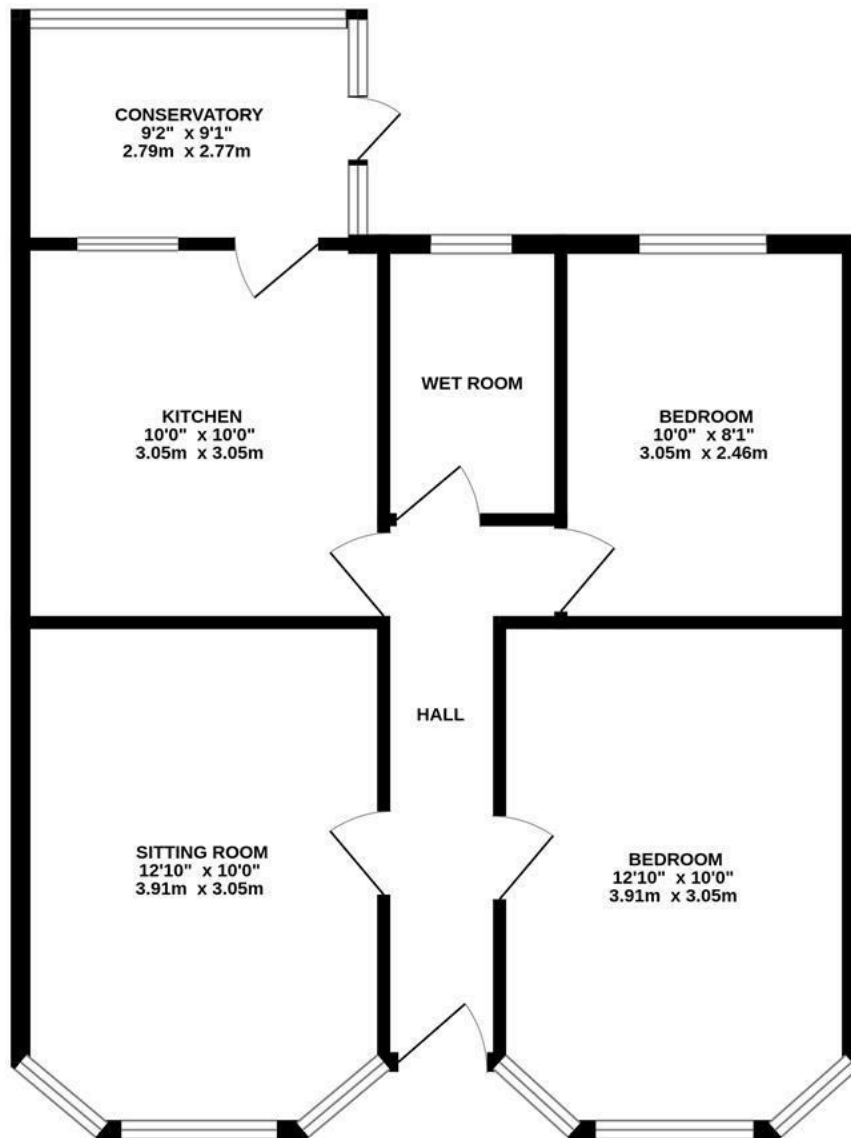 CONSERVATORY
9'2" x 9'1"
2.79m x 2.77m
WET ROOM
KITCHEN
10'0" x 10'0"
3.05m x 3.05m
BEDROOM
10'0" x 8'1"
3.05m x 2.46m
HALL
SITTING ROOM
12'10" x 10'0"
3.91m x 3.05m
BEDROOM
12'10" x 10'0"
3.91m x 3.05m